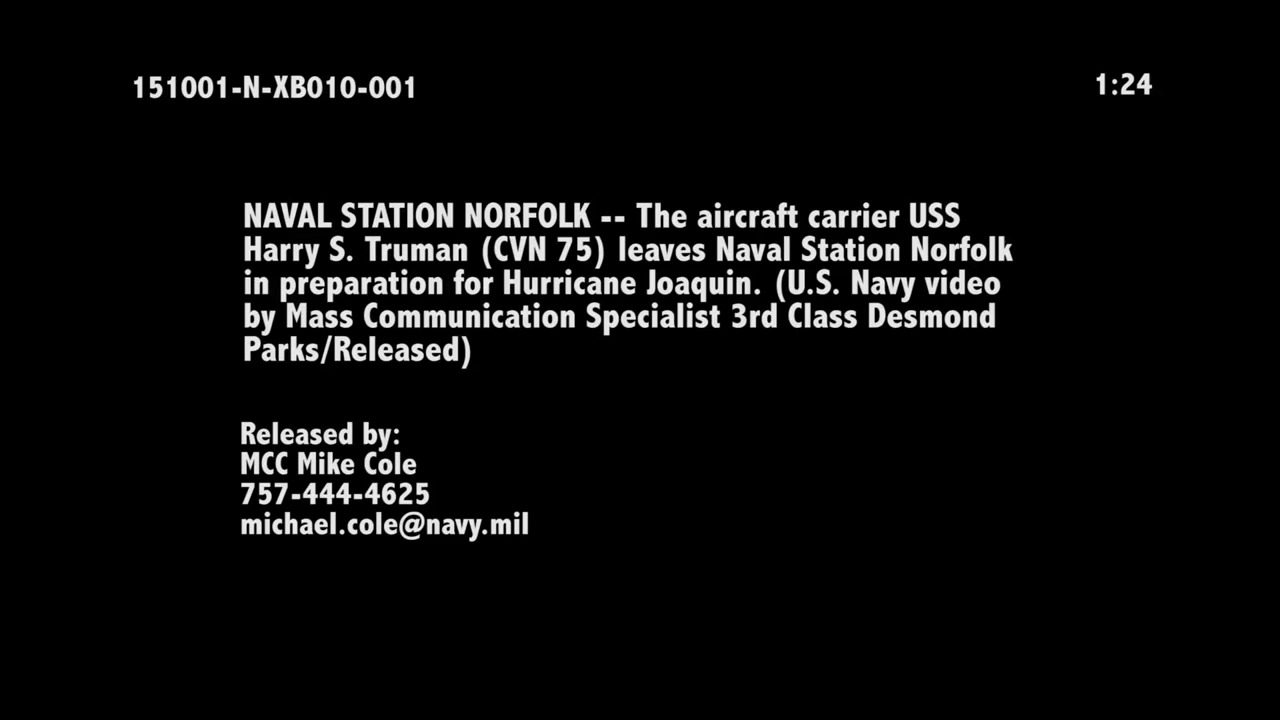 151001-N-XB010-001
1:24
NAVAL STATION NORFOLK -- The aircraft carrier USS
Harry S. Truman (CVN 75) leaves Naval Station Norfolk
in preparation for Hurricane Joaquin. (U.S. Navy video
by Mass Communication Specialist 3rd Class Desmond
Parks/Released)
Released by:
MCC Mike Cole
757-444-4625
michael.cole@navy.mil